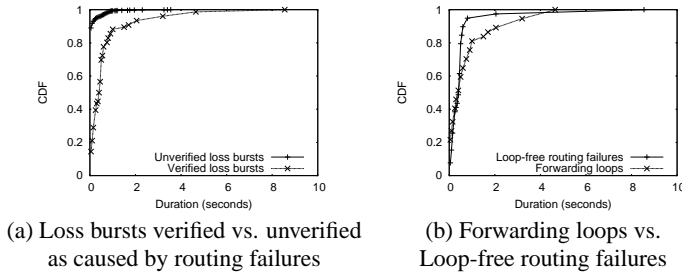 1
0.8
0.6
0.4
0.2
0
CDF
Unverified loss bursts
Verified loss bursts
0 2 4 6 8 10
Duration (seconds)
(a) Loss bursts verified vs. unverified
as caused by routing failures
1
0.8
0.6
0.4
0.2
0
CDF
Loop-free routing failures
Forwarding loops
0 2 4 6 8 10
Duration (seconds)
(b) Forwarding loops vs.
Loop-free routing failures